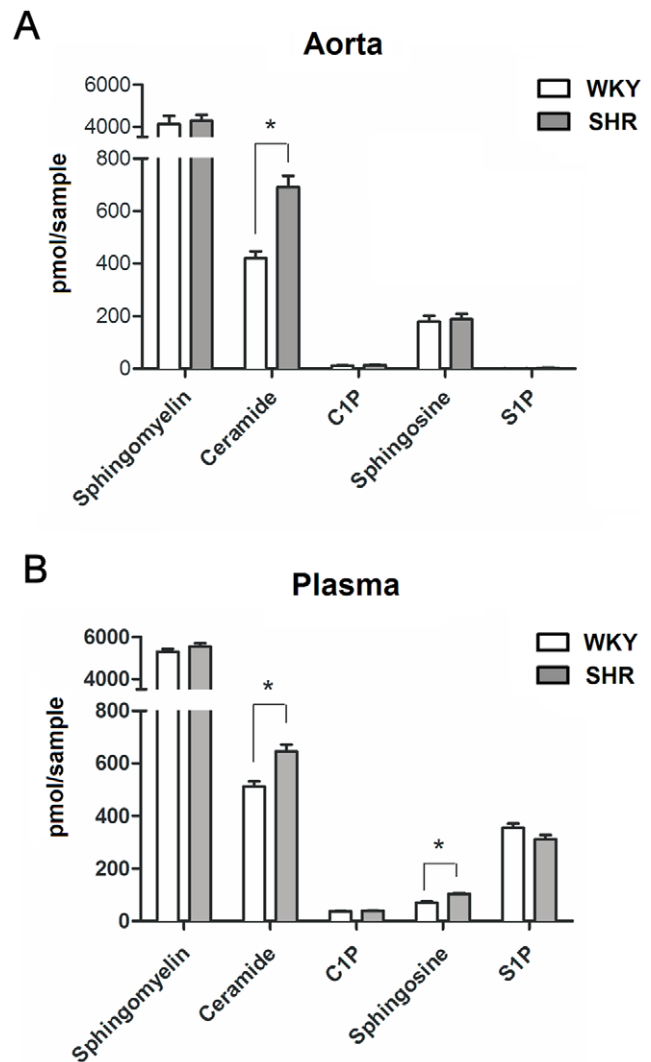 A
Aorta
WKY
SHR
pmol/sample
6000
4000
800
600
400
200
0
*
Sphingomyelin
Ceramide
C1P
Sphingosine
S1P
B
Plasma
WKY
SHR
pmol/sample
6000
4000
800
600
400
200
0
*
*
Sphingomyelin
Ceramide
C1P
Sphingosine
S1P